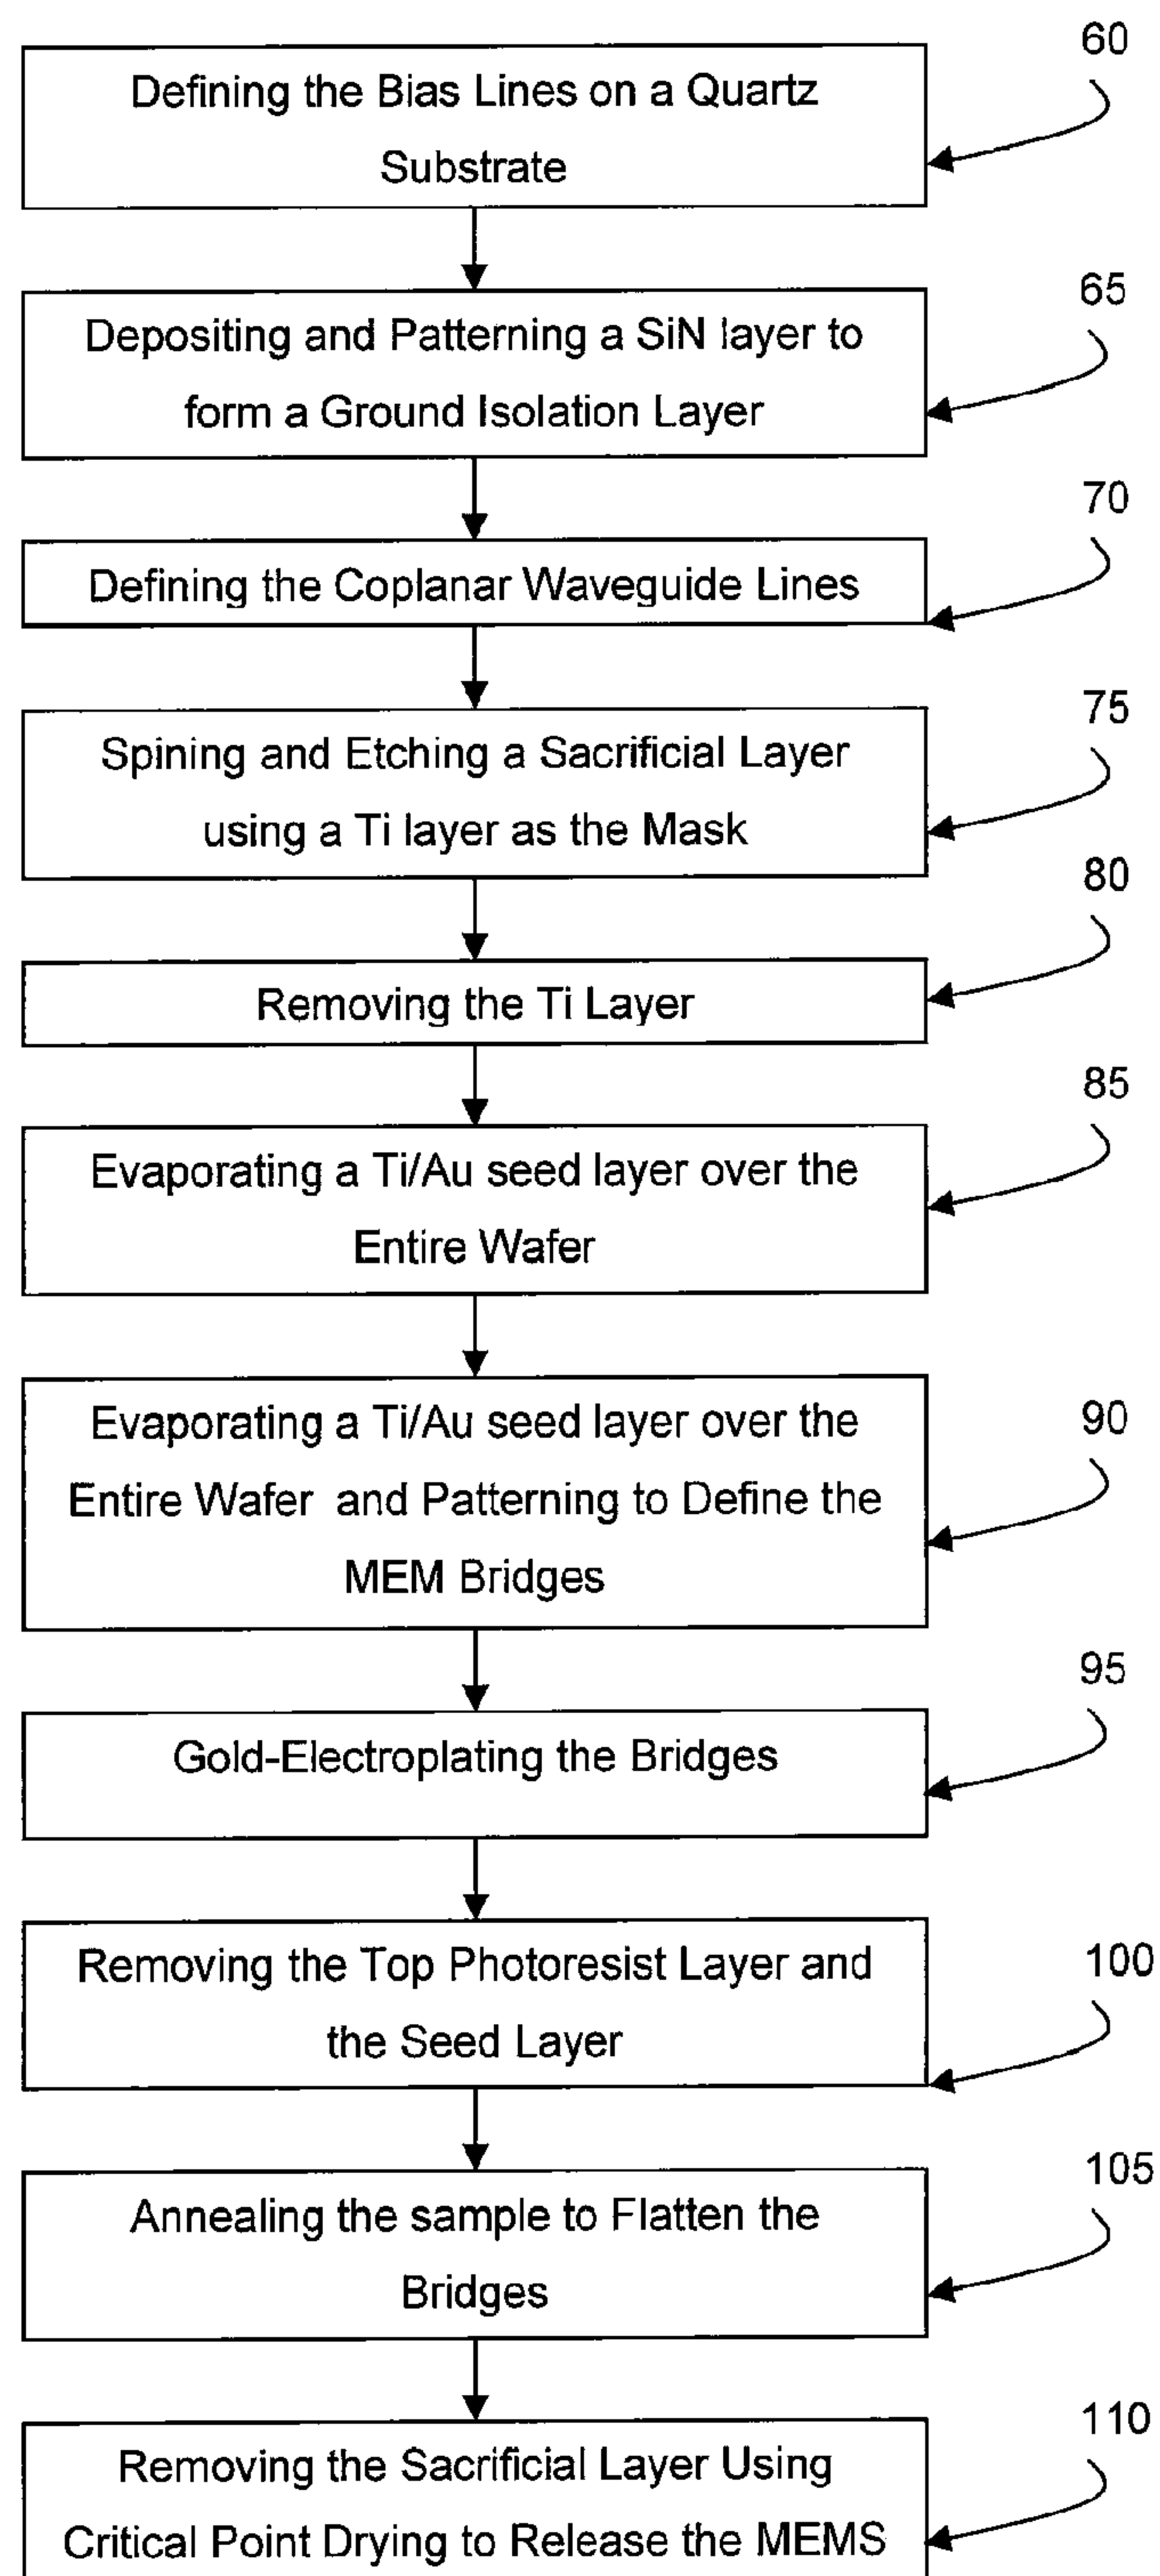 60
Defining the Bias Lines on a Quartz
Substrate
65
Depositing and Patterning a SiN layer to
form a Ground Isolation Layer
70
Defining the Coplanar Waveguide Lines
75
Spining and Etching a Sacrificial Layer
using a Ti layer as the Mask
80
Removing the Ti Layer
85
Evaporating a Ti/Au seed layer over the
Entire Wafer
90
Evaporating a Ti/Au seed layer over the
Entire Wafer and Patterning to Define the
MEM Bridges
95
Gold-Electroplating the Bridges
100
Removing the Top Photoresist Layer and
the Seed Layer
105
Annealing the sample to Flatten the
Bridges
110
Removing the Sacrificial Layer Using
Critical Point Drying to Release the MEMS